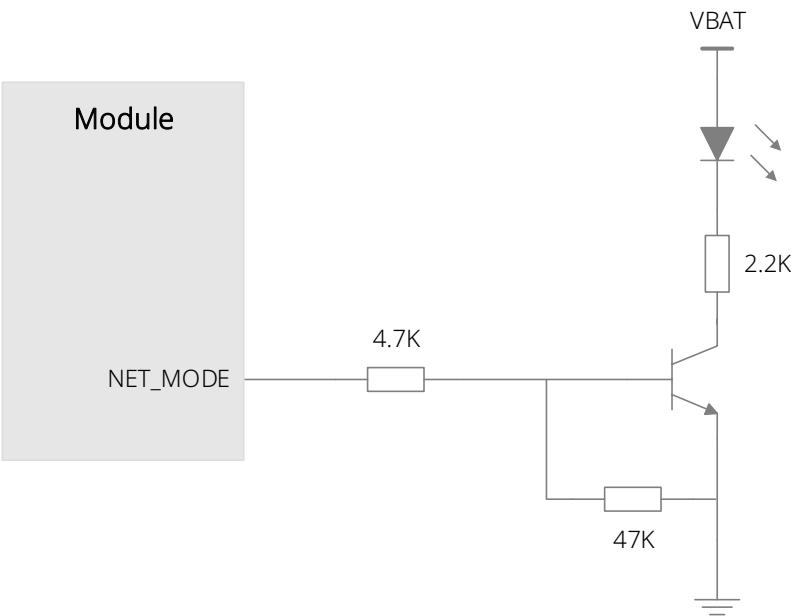 VBAT
Module
2.2K
4.7K
NET_MODE
47K